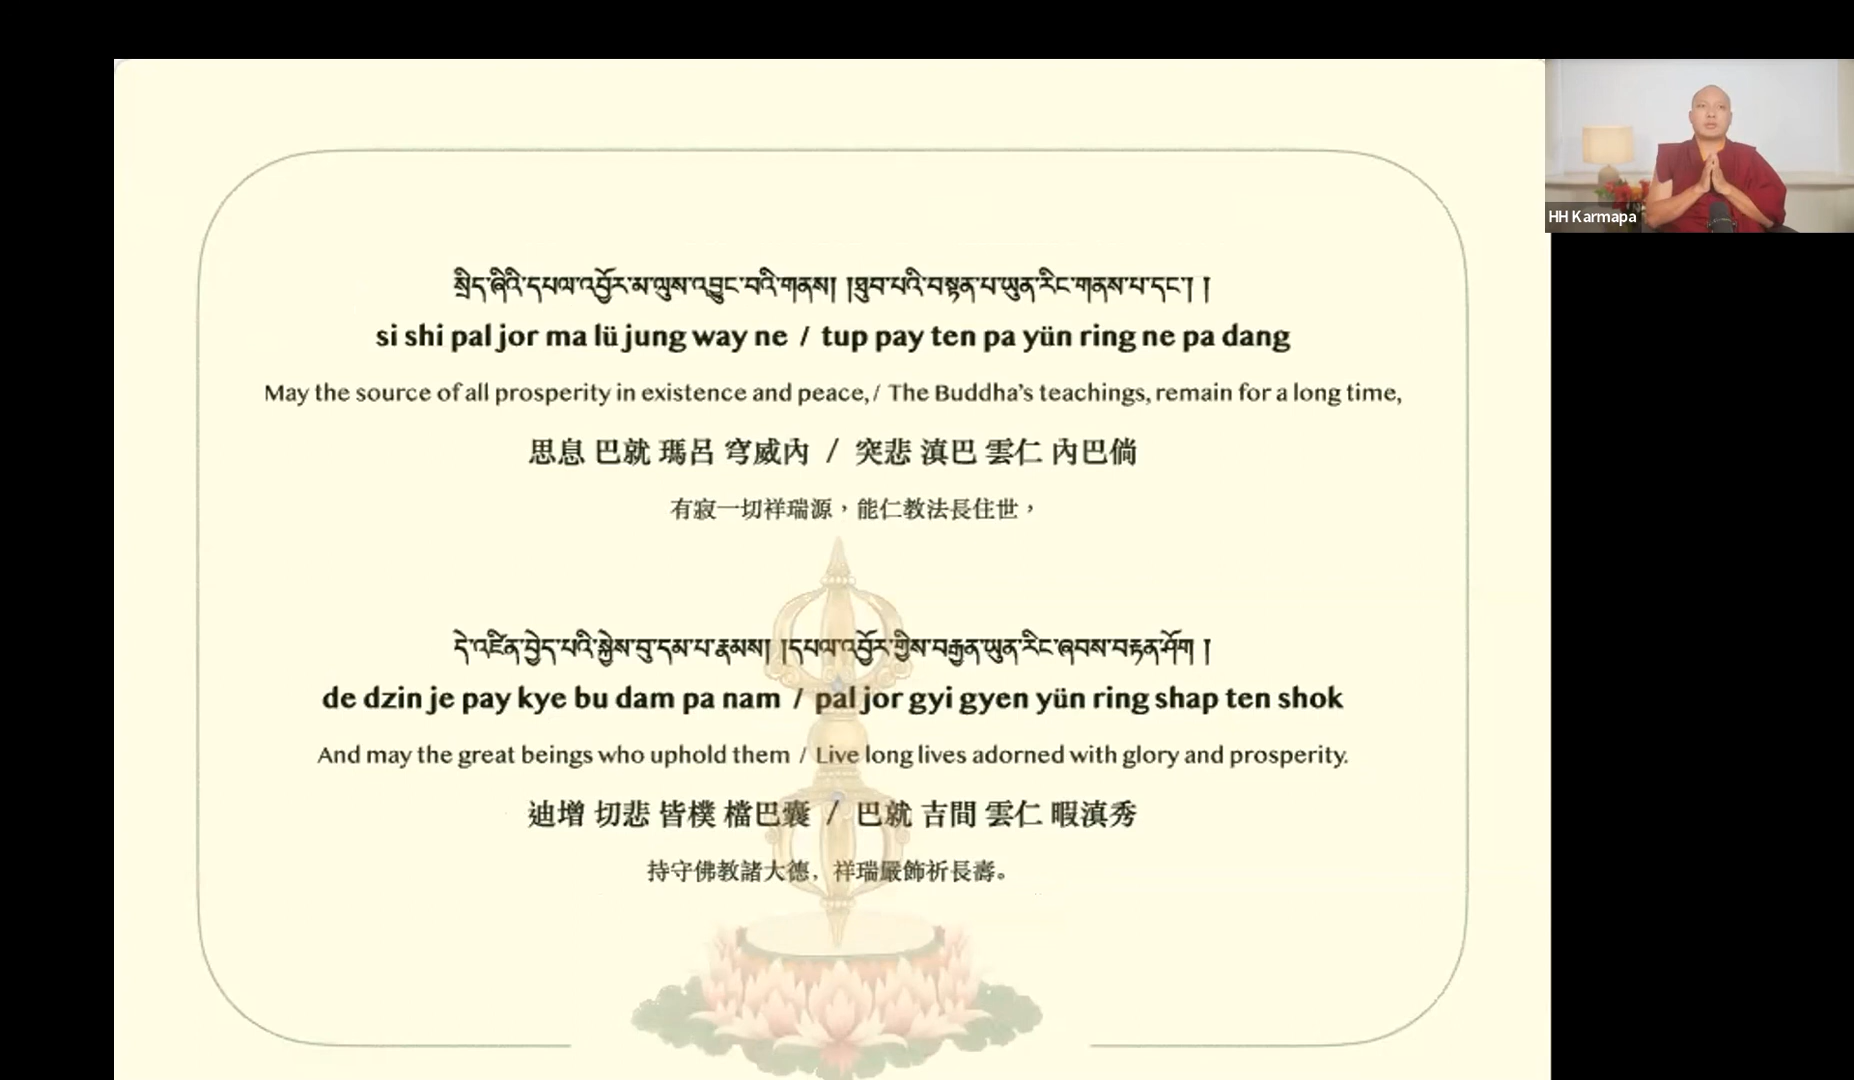 HH Karmapa
སྲིད་ཞིའི་དཔལ་འབྱོར་མ་ལུས་འབྱུང་བའི་གནས། །ཐུབ་པའི་བསྟན་པ་ཡུན་རིང་གནས་པ་དང་། །
si shi pal jor ma lü jung way ne / tup pay ten pa yün ring ne pa dang
May the source of all prosperity in existence and peace, / The Buddha’s teachings, remain for a long time,
思息 巴就 瑪呂 穹威內 / 突悲 滇巴 雲仁 內巴倘
有寂一切祥瑞源，能仁教法長住世，
དེ་འཛིན་བྱེད་པའི་སྐྱེས་བུ་དམ་པ་རྣམས། །དཔལ་འབྱོར་གྱིས་བརྒྱན་ཡུན་རིང་ཞབས་བརྟན་ཤོག །
de dzin je pay kye bu dam pa nam / pal jor gyi gyen yün ring shap ten shok
And may the great beings who uphold them / Live long lives adorned with glory and prosperity.
迪增 切悲 皆樸 檔巴囊 / 巴就 吉間 雲仁 暇滇秀
持守佛教諸大德，祥瑞嚴飾祈長壽。